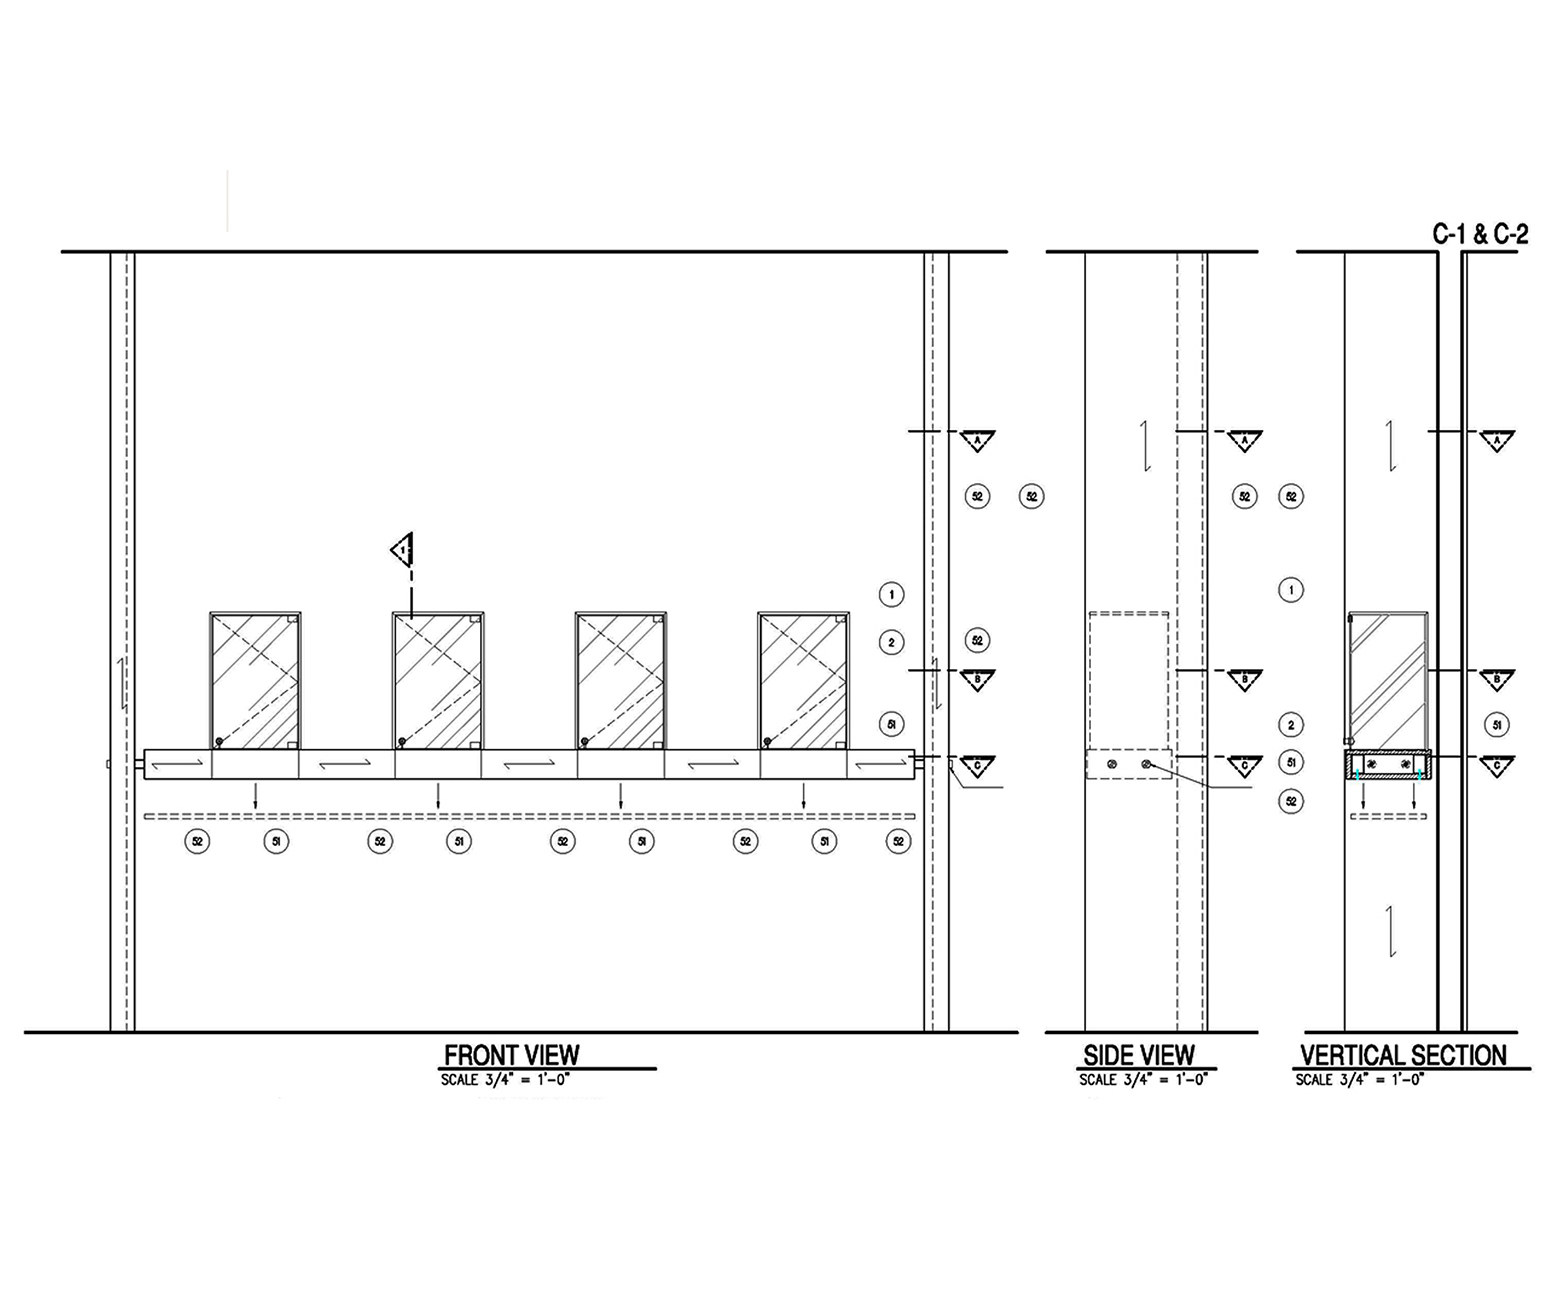 C-1 & C-2
A A A
52 52 52 52
1
1 1
2 52
B B B
51 2 51
C 51 C C
52
52 51 52 51 52 51 52 51 52
FRONT VIEW SIDE VIEW VERTICAL SECTION
SCALE 3/4" = 1'-0" SCALE 3/4" = 1'-0" SCALE 3/4" = 1'-0"